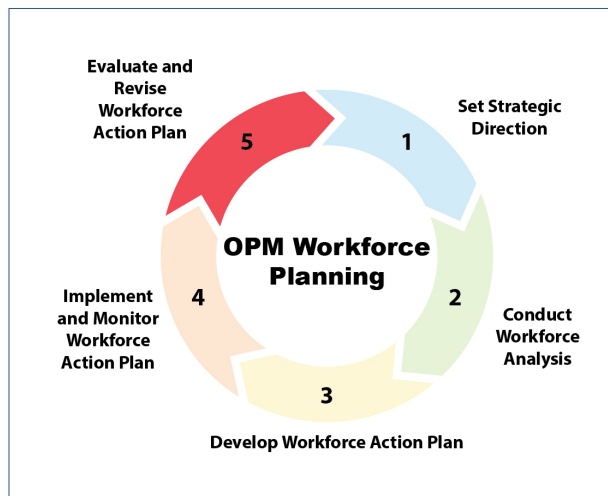 OPM Workforce
Planning
1
Set Strategic
Direction
2
Conduct
Workforce
Analysis
3
Develop Workforce Action Plan
4
Implement
and Monitor
Workforce
Action Plan
5
Evaluate and
Revise
Workforce
Action Plan